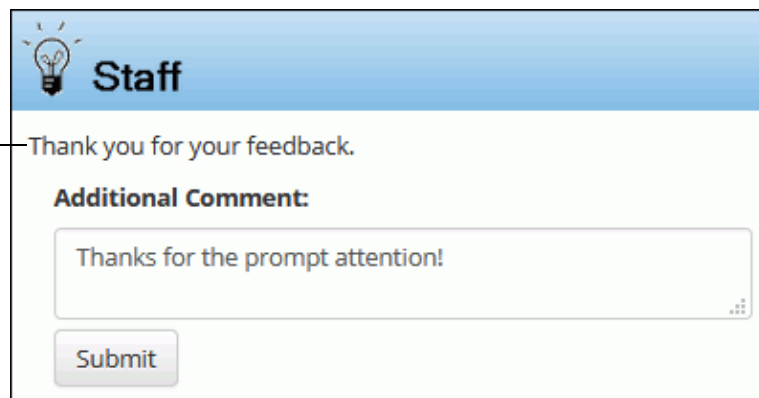 Staff
Thank you for your feedback.
Additional Comment:
Thanks for the prompt attention!
Submit